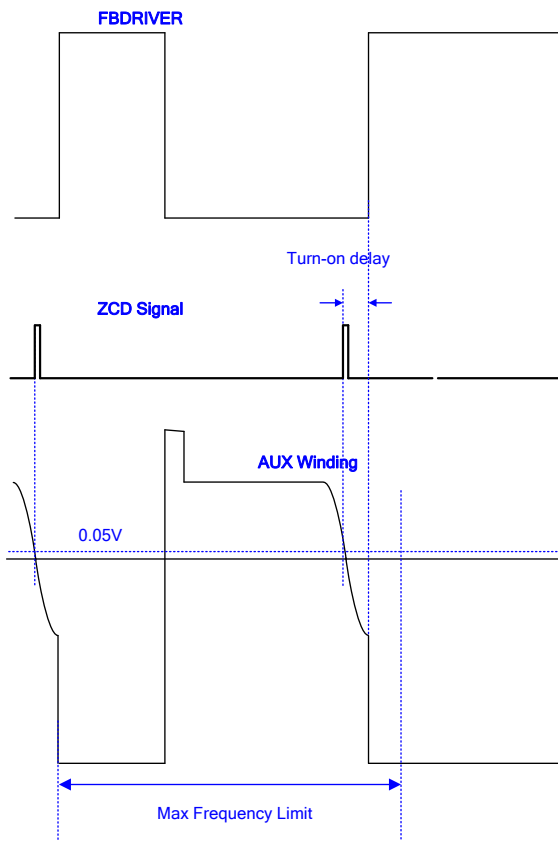 FBDRIVER
Turn-on delay
ZCD Signal
AUX Winding
0.05V
Max Frequency Limit